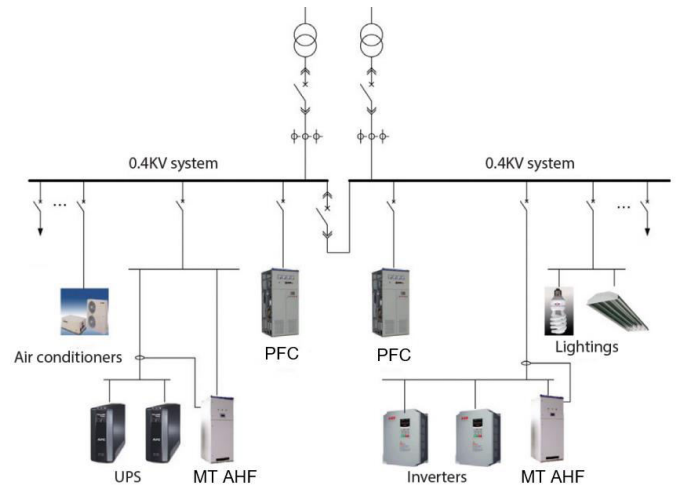 0.4KV system
0.4KV system
...
...
PFC
PFC
Air conditioners
Lightings
UPS
MT AHF
Inverters
MT AHF